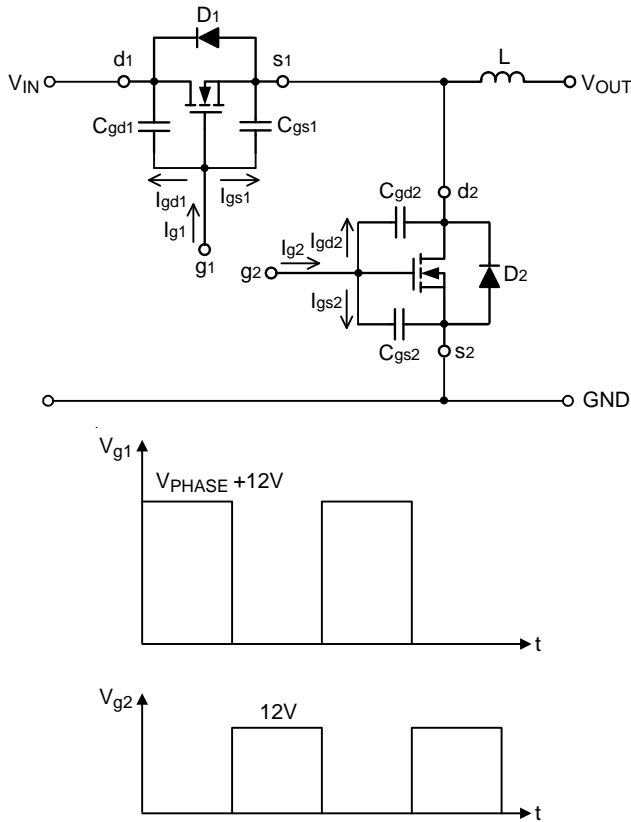 D1
d1
s1
L
VIN
VOUT
Cgd1
Cgs1
Igd1
Igs1
Ig1
g1
Cgd2
d2
Ig2
Igd2
g2
D2
Igs2
Cgs2
s2
GND
Vg1
VPHASE +12V
t
Vg2
12V
t